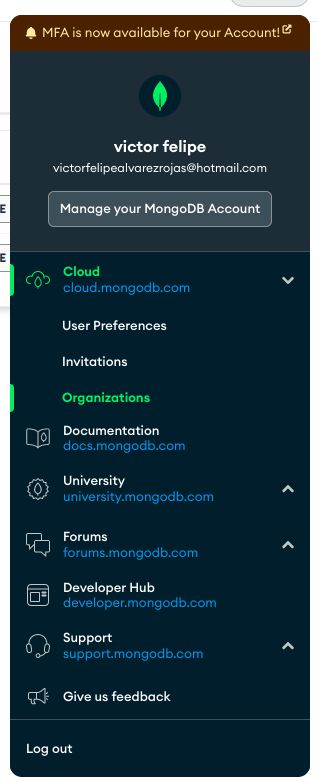 MFA is now available for your Account!
victor felipe
victorfelipealvarezrojas@hotmail.com
Manage your MongoDB Account
E
E
Cloud
cloud.mongodb.com
User Preferences
Invitations
Organizations
Documentation
docs.mongodb.com
University
university.mongodb.com
Forums
forums.mongodb.com
Developer Hub
developer.mongodb.com
Support
support.mongodb.com
Give us feedback
Log out